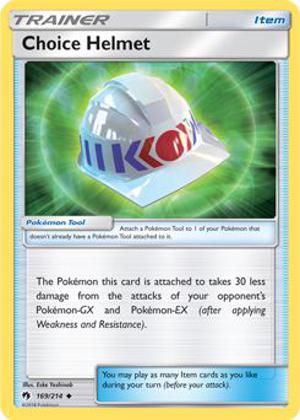 TRAINER
Item
Choice Helmet
Pokémon Tool
Attach a Pokémon Tool to 1 of your Pokémon that
doesn't already have a Pokémon Tool attached to it.
The Pokémon this card is attached to takes 30 less
damage from the attacks of your opponent's
Pokémon-GX and Pokémon-EX (after applying
Weakness and Resistance).
Illus. Eske Yoshinob
169/214
©2018 Pokémon
You may play as many Item cards as you like
during your turn (before your attack).